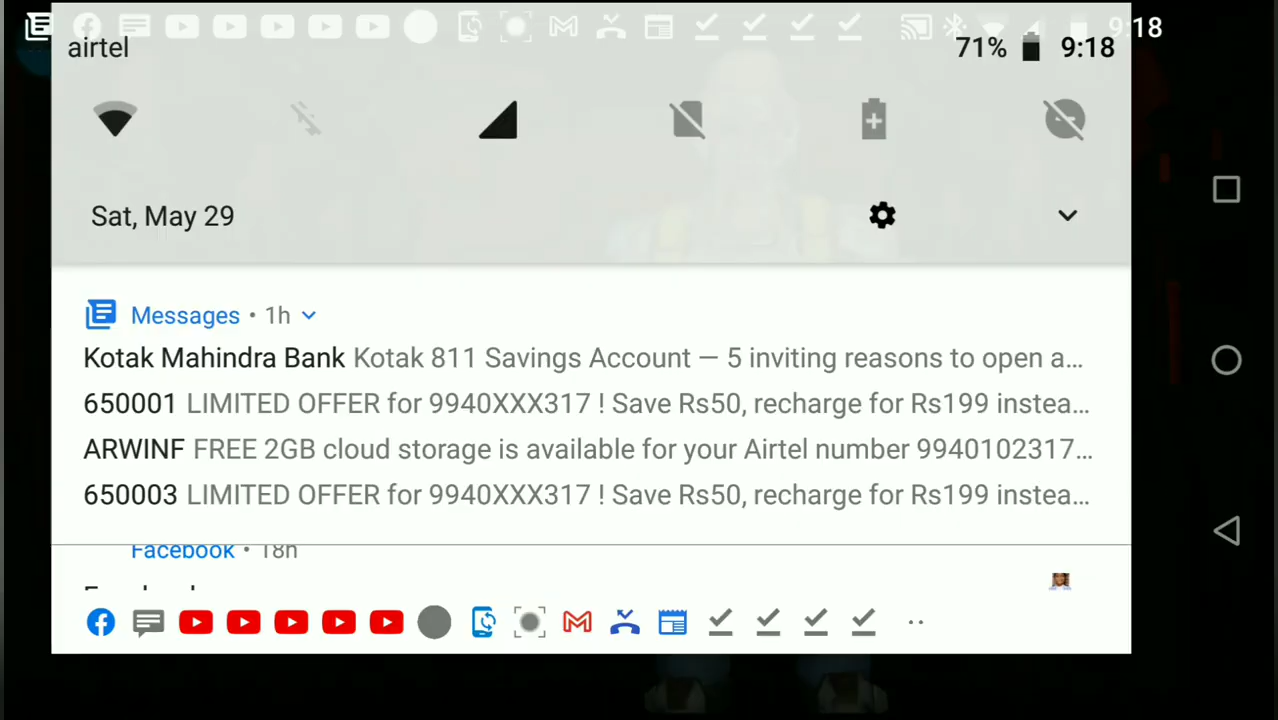 9:18
airtel 71% 9:18
Sat, May 29
Messages • 1h
Kotak Mahindra Bank Kotak 811 Savings Account — 5 inviting reasons to open a…
650001 LIMITED OFFER for 9940XXX317 ! Save Rs50, recharge for Rs199 instea…
ARWINF FREE 2GB cloud storage is available for your Airtel number 9940102317…
650003 LIMITED OFFER for 9940XXX317 ! Save Rs50, recharge for Rs199 instea…
Facebook • 18h